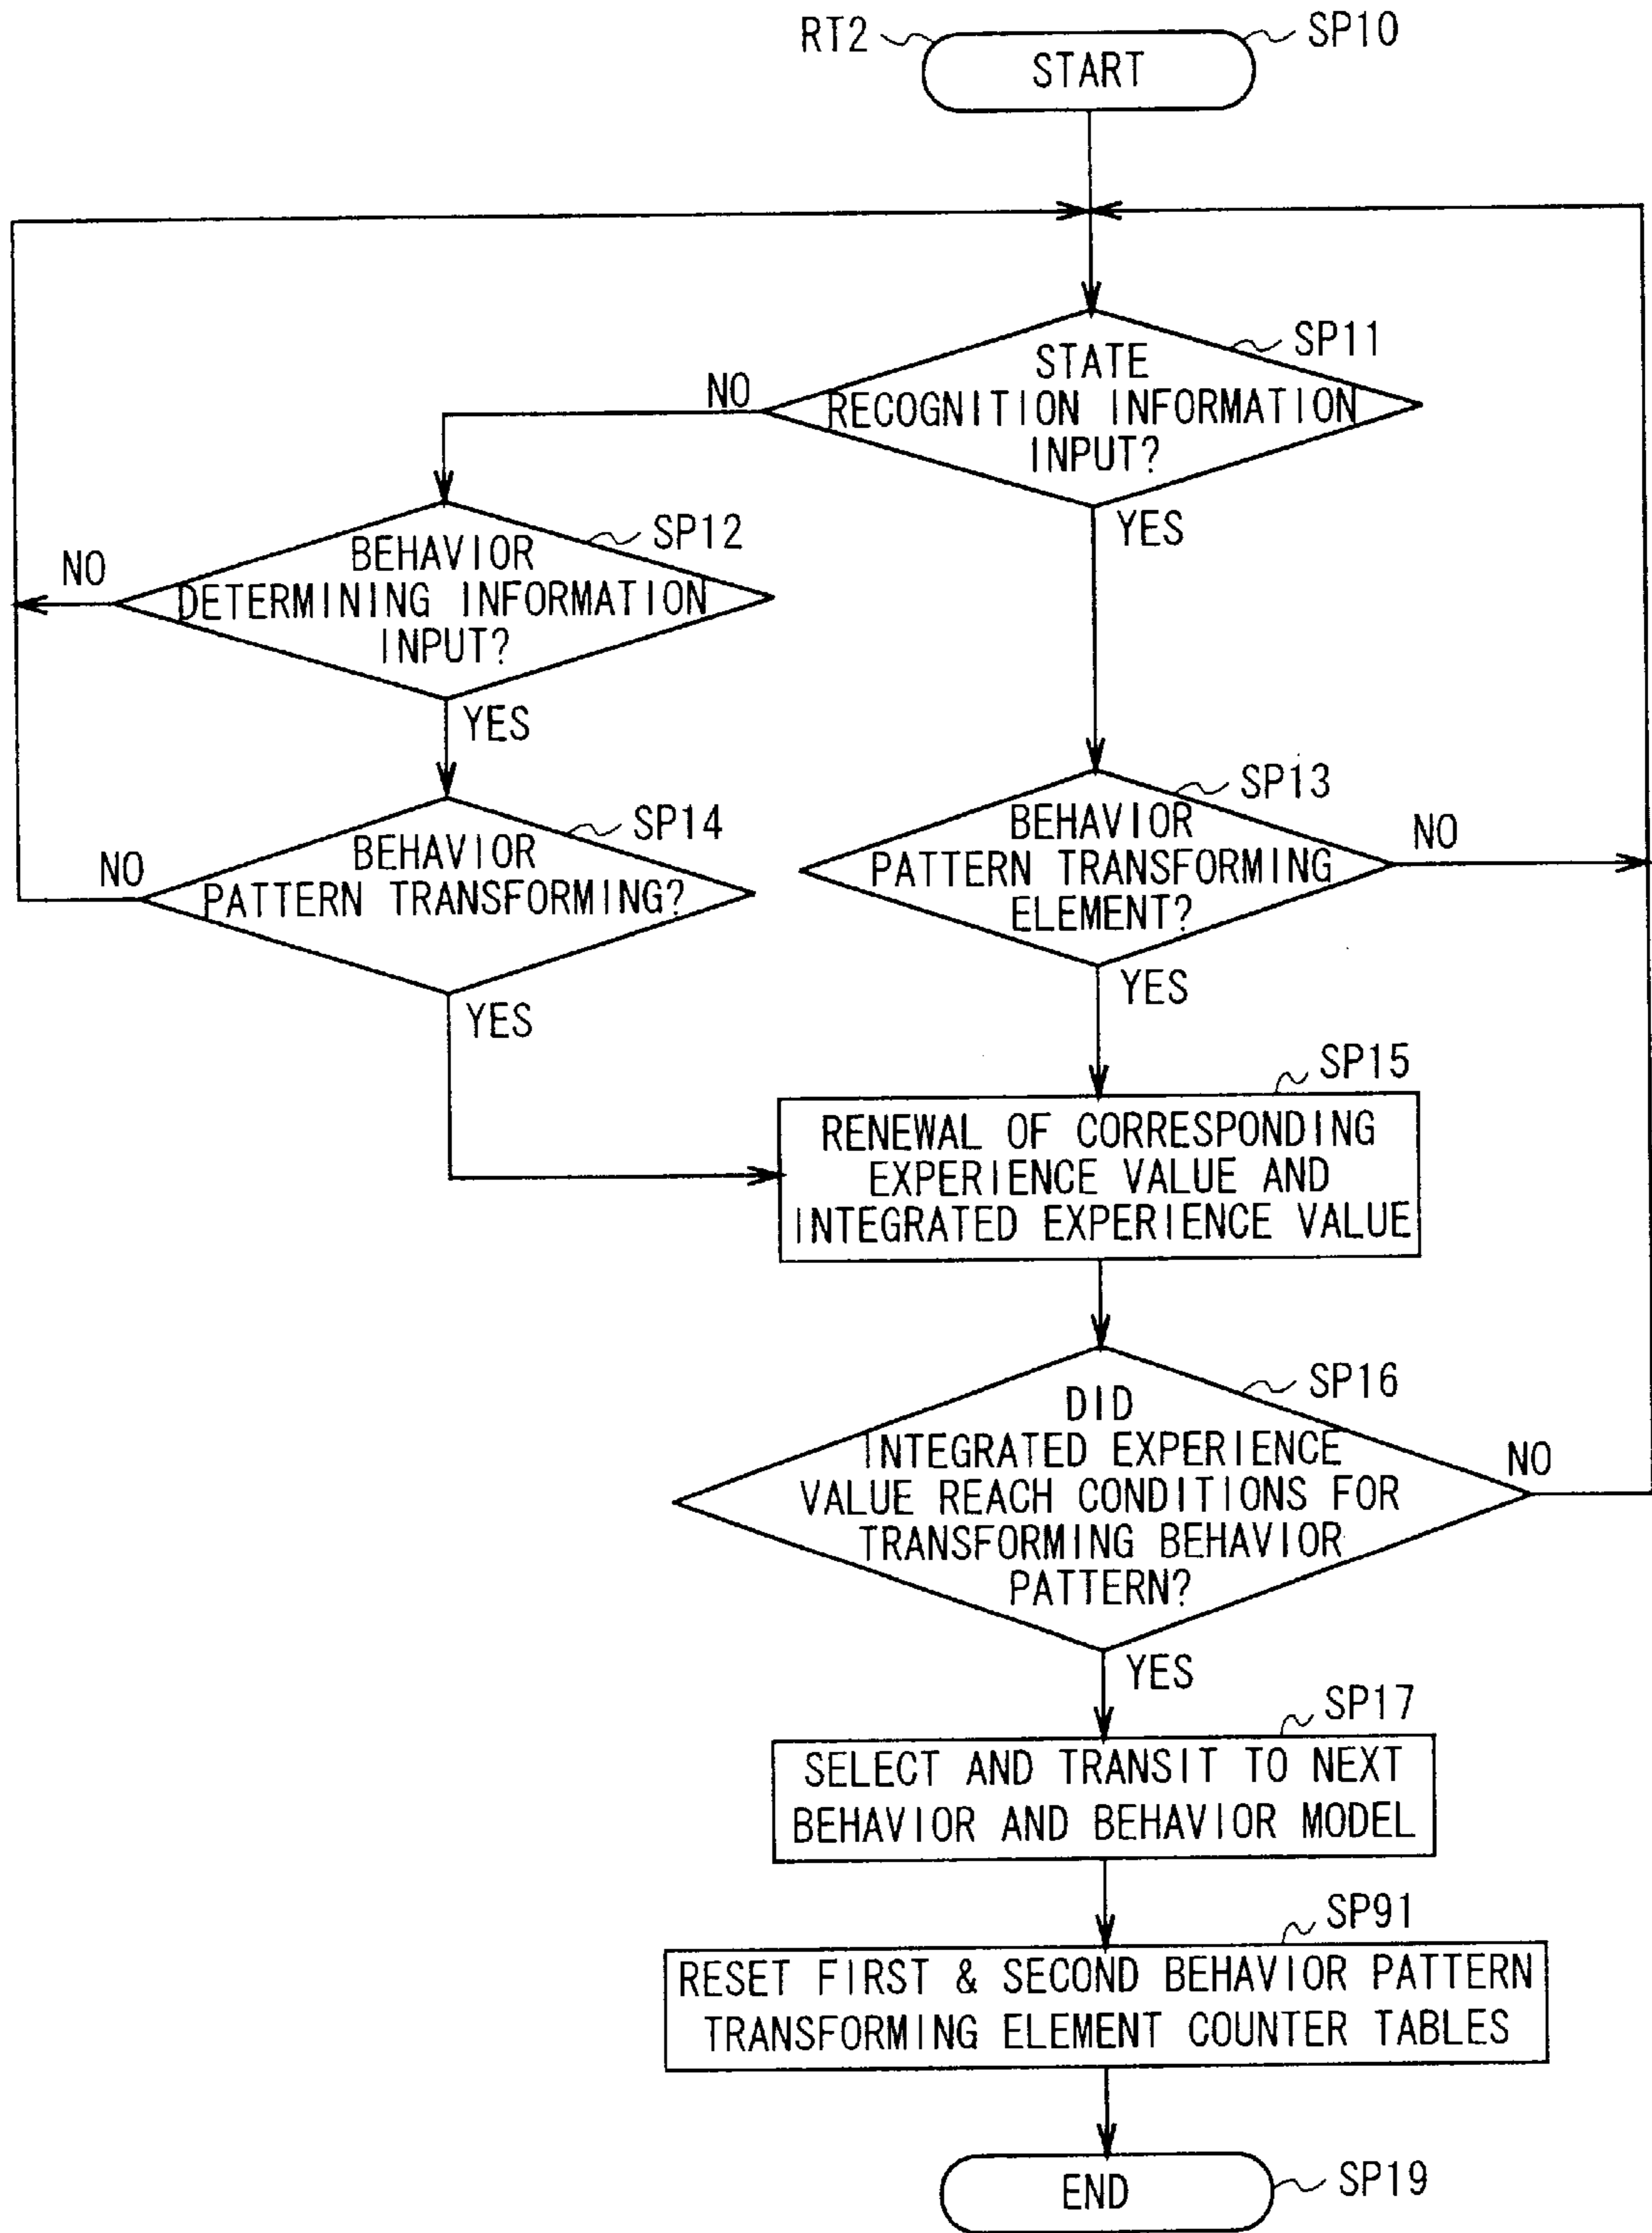 RT2
SP10
START
SP11
STATE
RECOGNITION INFORMATION
INPUT?
NO
YES
SP12
BEHAVIOR
DETERMINING INFORMATION
INPUT?
NO
YES
SP13
BEHAVIOR
PATTERN TRANSFORMING
ELEMENT?
NO
YES
SP14
BEHAVIOR
PATTERN TRANSFORMING?
NO
YES
SP15
RENEWAL OF CORRESPONDING
EXPERIENCE VALUE AND
INTEGRATED EXPERIENCE VALUE
SP16
DID
INTEGRATED EXPERIENCE
VALUE REACH CONDITIONS FOR
TRANSFORMING BEHAVIOR
PATTERN?
NO
YES
SP17
SELECT AND TRANSIT TO NEXT
BEHAVIOR AND BEHAVIOR MODEL
SP91
RESET FIRST & SECOND BEHAVIOR PATTERN
TRANSFORMING ELEMENT COUNTER TABLES
END
SP19